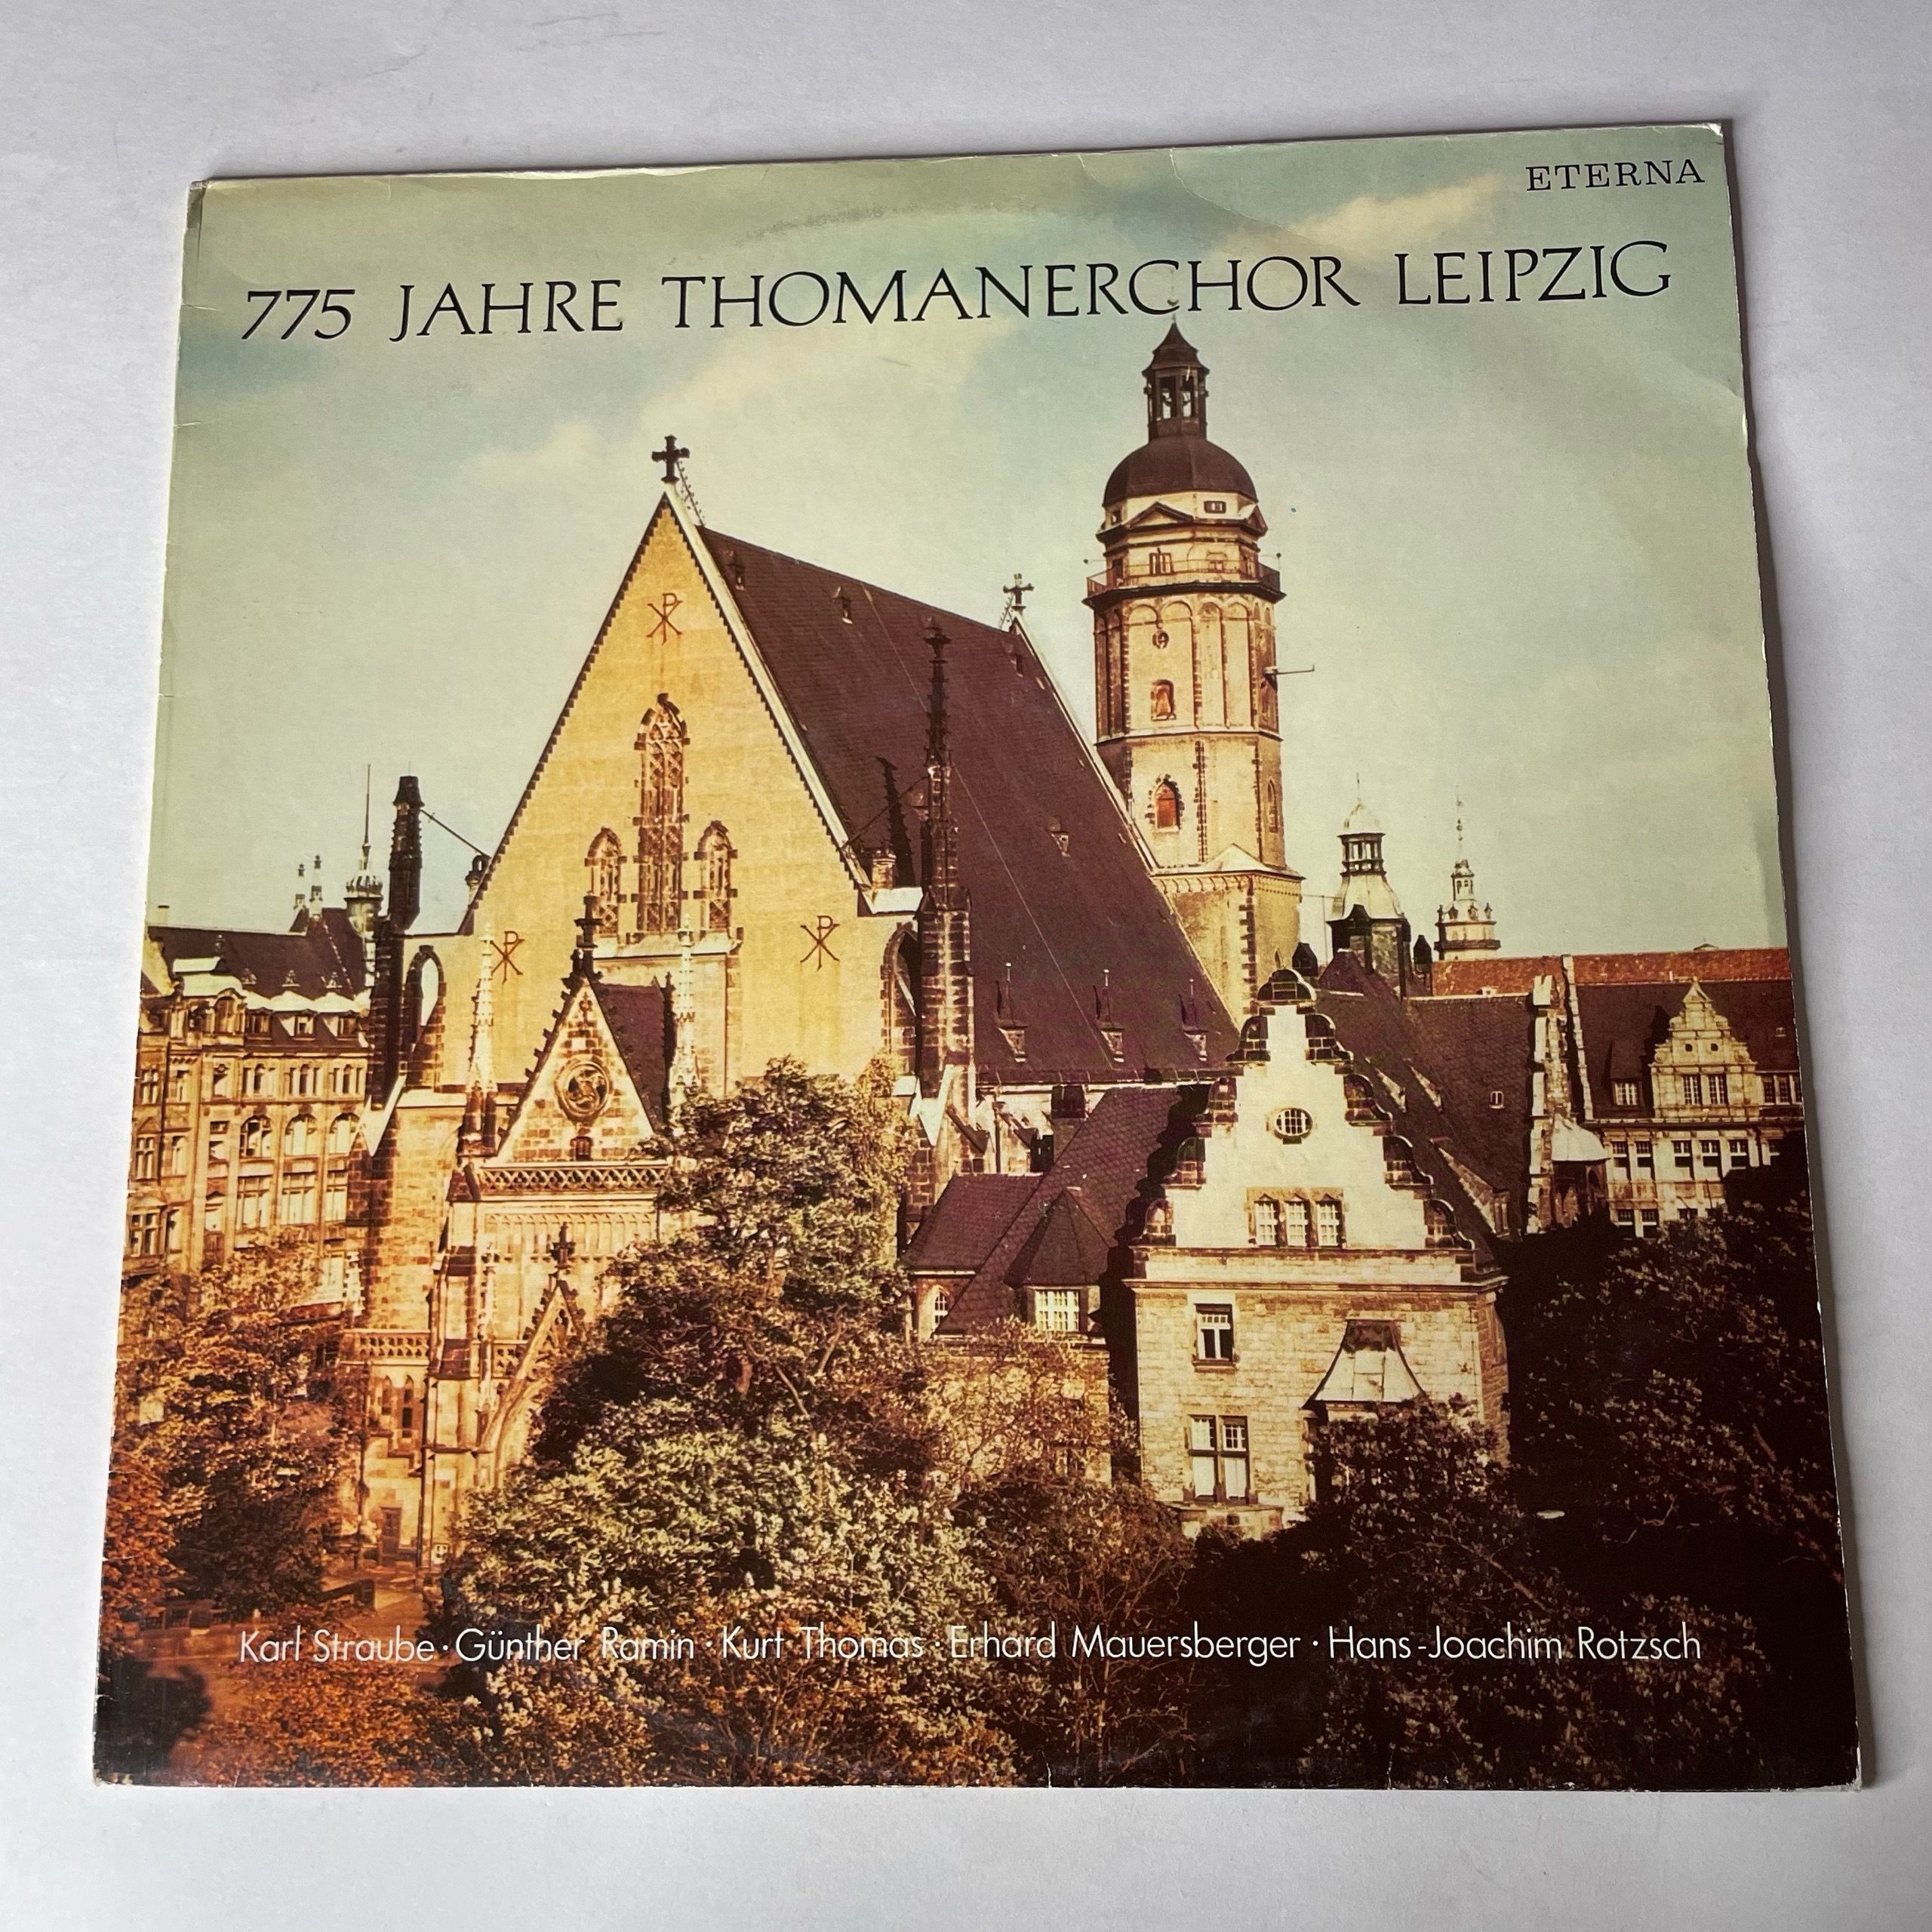 ETERNA
775 JAHRE THOMANERCHOR LEIPZIG
Karl Straube · Günther Ramin · Kurt Thomas · Erhard Mauersberger · Hans-Joachim Rotzsch